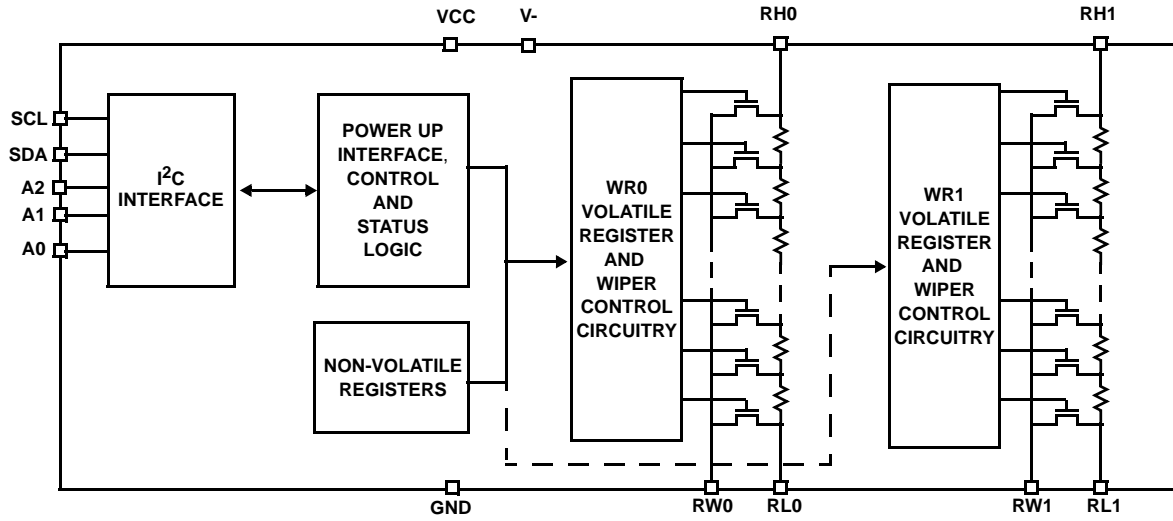 VCC
V-
RH0
RH1
SCL
SDA
A2
A1
A0
I²C
INTERFACE
POWER UP
INTERFACE,
CONTROL
AND
STATUS
LOGIC
NON-VOLATILE
REGISTERS
WR0
VOLATILE
REGISTER
AND
WIPER
CONTROL
CIRCUITRY
WR1
VOLATILE
REGISTER
AND
WIPER
CONTROL
CIRCUITRY
GND
RW0
RL0
RW1
RL1